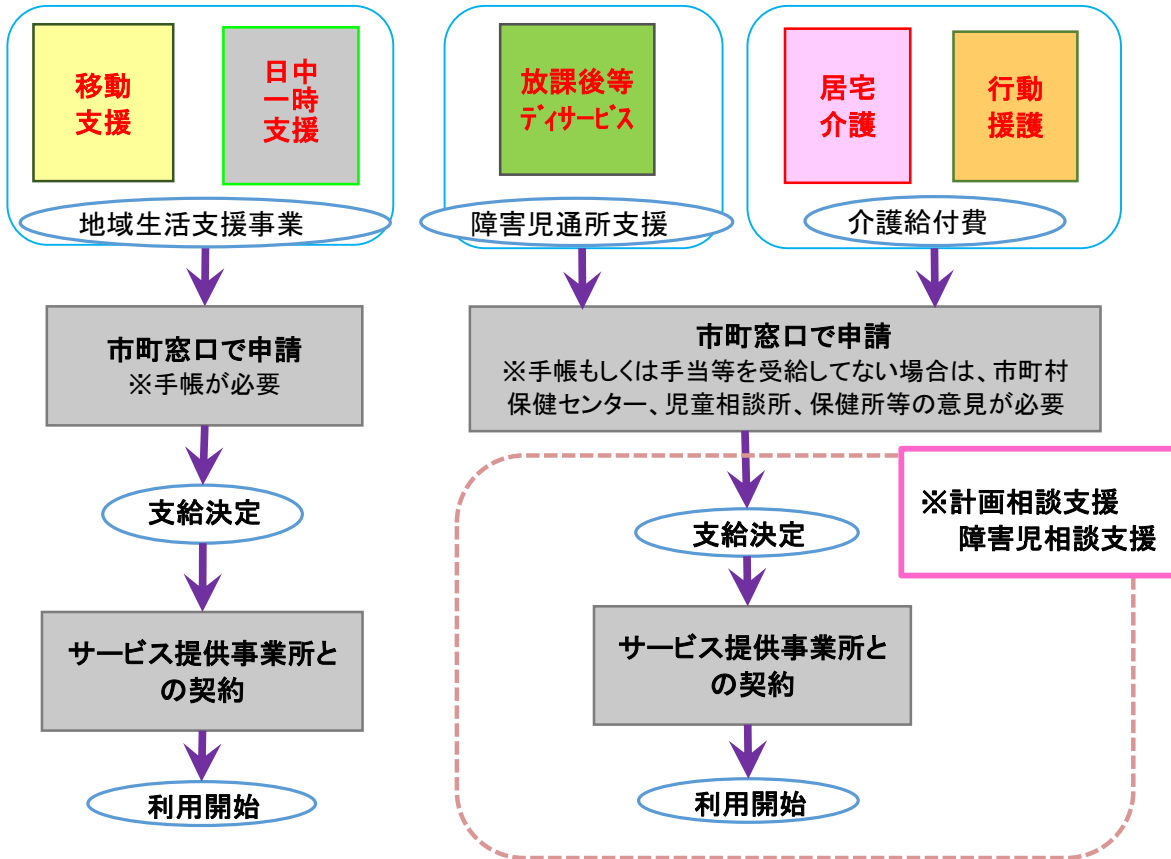 移動
支援
日中
一時
支援
放課後等
ディサービス
居宅
介護
行動
援護
地域生活支援事業
障害児通所支援
介護給付費
市町窓口で申請
※手帳が必要
市町窓口で申請
※手帳もしくは手当等を受給してない場合は、市町村
保健センター、児童相談所、保健所等の意見が必要
支給決定
支給決定
※計画相談支援
障害児相談支援
サービス提供事業所と
の契約
サービス提供事業所と
の契約
利用開始
利用開始